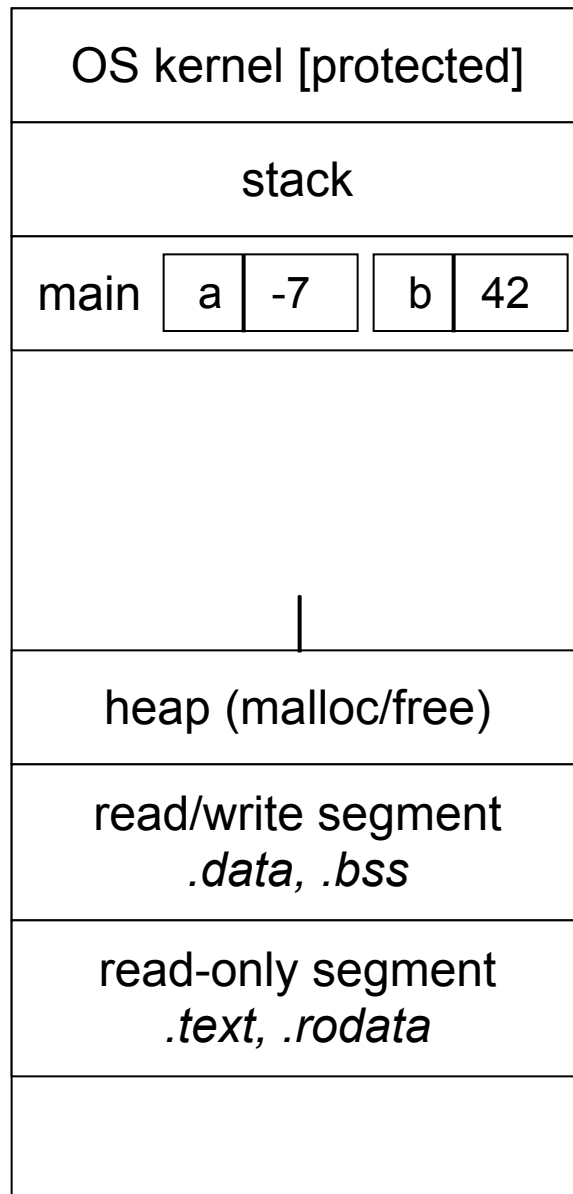 OS kernel [protected]
stack
main a -7 b 42
heap (malloc/free)
read/write segment
.data, .bss
read-only segment
.text, .rodata